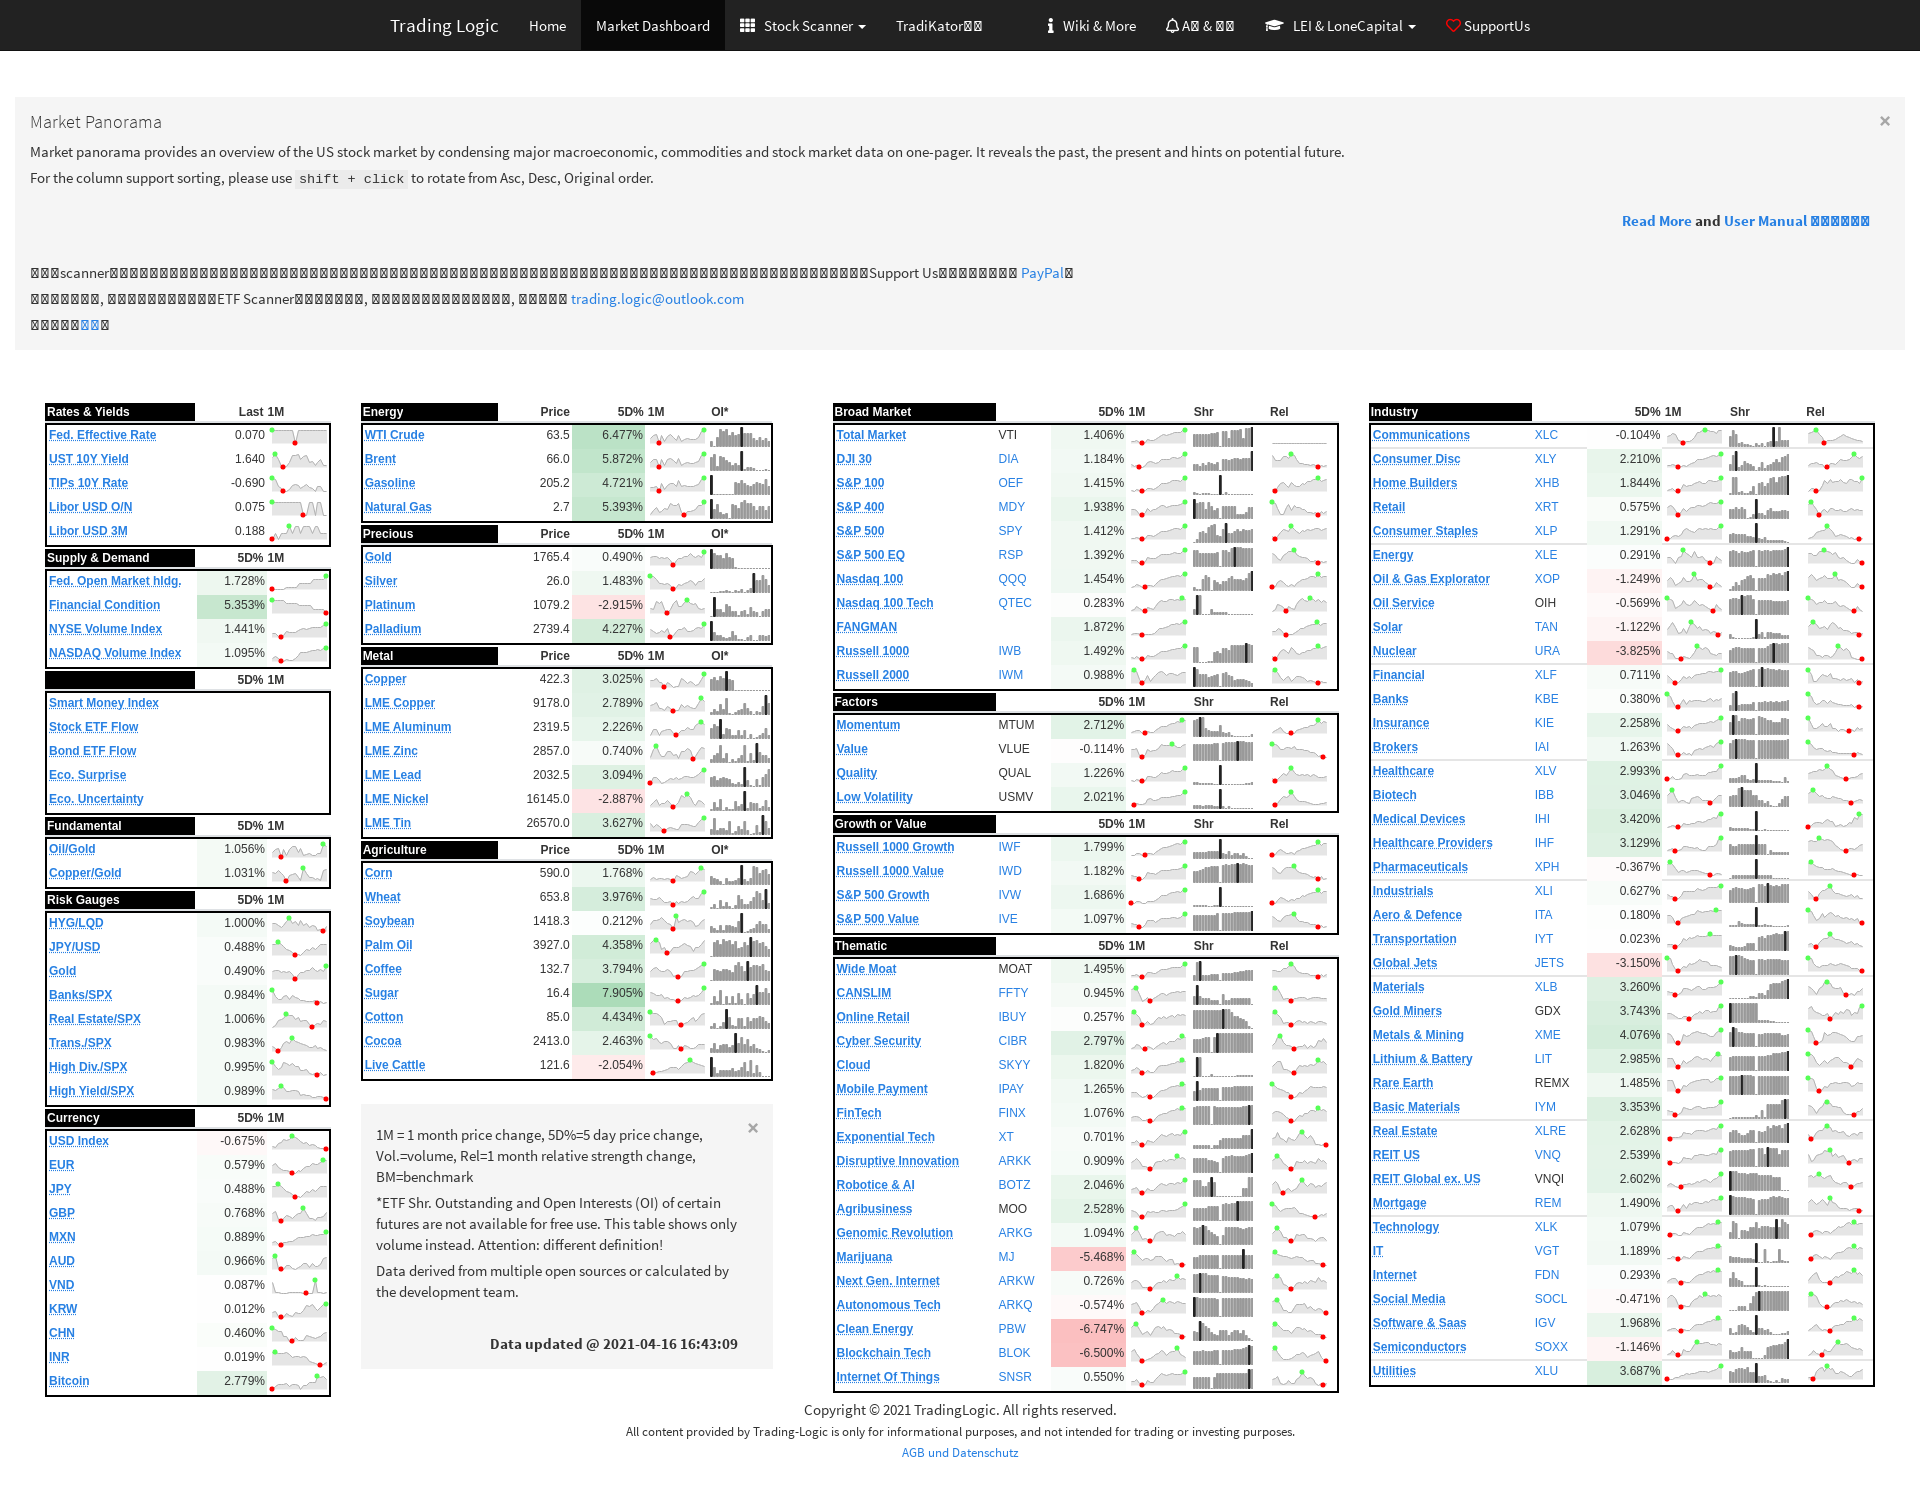 Trading Logic Home Market Dashboard Stock Scanner TradiKator Wiki & More A & LEI & LoneCapital SupportUs
Market Panorama ×
Market panorama provides an overview of the US stock market by condensing major macroeconomic, commodities and stock market data on one-pager. It reveals the past, the present and hints on potential future.
For the column support sorting, please use shift + click to rotate from Asc, Desc, Original order.
Read More and User Manual
scanner Support Us PayPal
, ETF Scanner , , trading.logic@outlook.com
Rates & Yields Last 1M
Fed. Effective Rate 0.070
UST 10Y Yield 1.640
TIPs 10Y Rate -0.690
Libor USD O/N 0.075
Libor USD 3M 0.188
Supply & Demand 5D% 1M
Fed. Open Market hldg. 1.728%
Financial Condition 5.353%
NYSE Volume Index 1.441%
NASDAQ Volume Index 1.095%
5D% 1M
Smart Money Index
Stock ETF Flow
Bond ETF Flow
Eco. Surprise
Eco. Uncertainty
Fundamental 5D% 1M
Oil/Gold 1.056%
Copper/Gold 1.031%
Risk Gauges 5D% 1M
HYG/LQD 1.000%
JPY/USD 0.488%
Gold 0.490%
Banks/SPX 0.984%
Real Estate/SPX 1.006%
Trans./SPX 0.983%
High Div./SPX 0.995%
High Yield/SPX 0.989%
Currency 5D% 1M
USD Index -0.675%
EUR 0.579%
JPY 0.488%
GBP 0.768%
MXN 0.889%
AUD 0.966%
VND 0.087%
KRW 0.012%
CHN 0.460%
INR 0.019%
Bitcoin 2.779%
Energy Price 5D% 1M OI*
WTI Crude 63.5 6.477%
Brent 66.0 5.872%
Gasoline 205.2 4.721%
Natural Gas 2.7 5.393%
Precious Price 5D% 1M OI*
Gold 1765.4 0.490%
Silver 26.0 1.483%
Platinum 1079.2 -2.915%
Palladium 2739.4 4.227%
Metal Price 5D% 1M OI*
Copper 422.3 3.025%
LME Copper 9178.0 2.789%
LME Aluminum 2319.5 2.226%
LME Zinc 2857.0 0.740%
LME Lead 2032.5 3.094%
LME Nickel 16145.0 -2.887%
LME Tin 26570.0 3.627%
Agriculture Price 5D% 1M OI*
Corn 590.0 1.768%
Wheat 653.8 3.976%
Soybean 1418.3 0.212%
Palm Oil 3927.0 4.358%
Coffee 132.7 3.794%
Sugar 16.4 7.905%
Cotton 85.0 4.434%
Cocoa 2413.0 2.463%
Live Cattle 121.6 -2.054%
×
1M = 1 month price change, 5D%=5 day price change,
Vol.=volume, Rel=1 month relative strength change,
BM=benchmark
*ETF Shr. Outstanding and Open Interests (OI) of certain
futures are not available for free use. This table shows only
volume instead. Attention: different definition!
Data derived from multiple open sources or calculated by
the development team.
Data updated @ 2021-04-16 16:43:09
Broad Market 5D% 1M Shr Rel
Total Market VTI 1.406%
DJI 30 DIA 1.184%
S&P 100 OEF 1.415%
S&P 400 MDY 1.938%
S&P 500 SPY 1.412%
S&P 500 EQ RSP 1.392%
Nasdaq 100 QQQ 1.454%
Nasdaq 100 Tech QTEC 0.283%
FANGMAN 1.872%
Russell 1000 IWB 1.492%
Russell 2000 IWM 0.988%
Factors 5D% 1M Shr Rel
Momentum MTUM 2.712%
Value VLUE -0.114%
Quality QUAL 1.226%
Low Volatility USMV 2.021%
Growth or Value 5D% 1M Shr Rel
Russell 1000 Growth IWF 1.799%
Russell 1000 Value IWD 1.182%
S&P 500 Growth IVW 1.686%
S&P 500 Value IVE 1.097%
Thematic 5D% 1M Shr Rel
Wide Moat MOAT 1.495%
CANSLIM FFTY 0.945%
Online Retail IBUY 0.257%
Cyber Security CIBR 2.797%
Cloud SKYY 1.820%
Mobile Payment IPAY 1.265%
FinTech FINX 1.076%
Exponential Tech XT 0.701%
Disruptive Innovation ARKK 0.909%
Robotice & AI BOTZ 2.046%
Agribusiness MOO 2.528%
Genomic Revolution ARKG 1.094%
Marijuana MJ -5.468%
Next Gen. Internet ARKW 0.726%
Autonomous Tech ARKQ -0.574%
Clean Energy PBW -6.747%
Blockchain Tech BLOK -6.500%
Internet Of Things SNSR 0.550%
Industry 5D% 1M Shr Rel
Communications XLC -0.104%
Consumer Disc XLY 2.210%
Home Builders XHB 1.844%
Retail XRT 0.575%
Consumer Staples XLP 1.291%
Energy XLE 0.291%
Oil & Gas Explorator XOP -1.249%
Oil Service OIH -0.569%
Solar TAN -1.122%
Nuclear URA -3.825%
Financial XLF 0.711%
Banks KBE 0.380%
Insurance KIE 2.258%
Brokers IAI 1.263%
Healthcare XLV 2.993%
Biotech IBB 3.046%
Medical Devices IHI 3.420%
Healthcare Providers IHF 3.129%
Pharmaceuticals XPH -0.367%
Industrials XLI 0.627%
Aero & Defence ITA 0.180%
Transportation IYT 0.023%
Global Jets JETS -3.150%
Materials XLB 3.260%
Gold Miners GDX 3.743%
Metals & Mining XME 4.076%
Lithium & Battery LIT 2.985%
Rare Earth REMX 1.485%
Basic Materials IYM 3.353%
Real Estate XLRE 2.628%
REIT US VNQ 2.539%
REIT Global ex. US VNQI 2.602%
Mortgage REM 1.490%
Technology XLK 1.079%
IT VGT 1.189%
Internet FDN 0.293%
Social Media SOCL -0.471%
Software & Saas IGV 1.968%
Semiconductors SOXX -1.146%
Utilities XLU 3.687%
Copyright © 2021 TradingLogic. All rights reserved.
All content provided by Trading-Logic is only for informational purposes, and not intended for trading or investing purposes.
AGB und Datenschutz